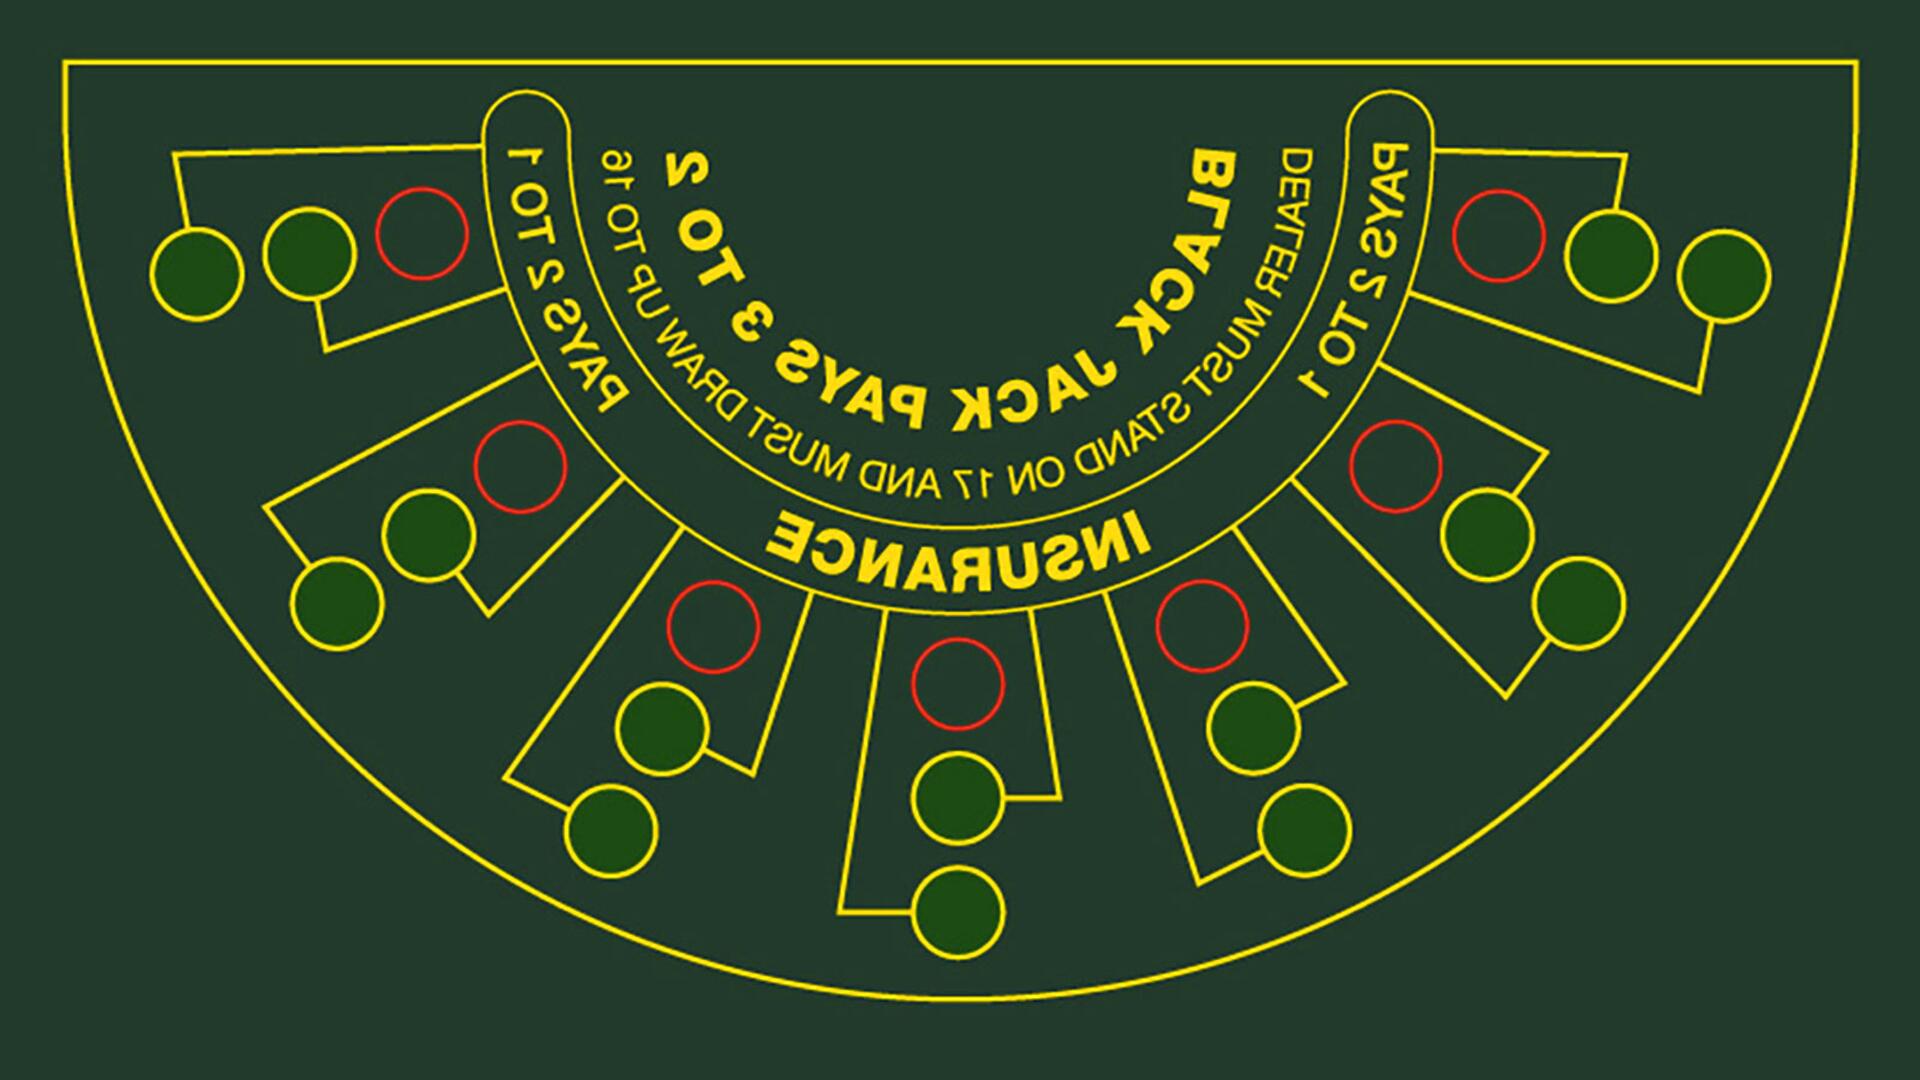 BLACK JACK PAYS 3 TO 2
DEALER MUST STAND ON 17 AND MUST DRAW UP TO 16
PAYS 2 TO 1
INSURANCE
PAYS 2 TO 1